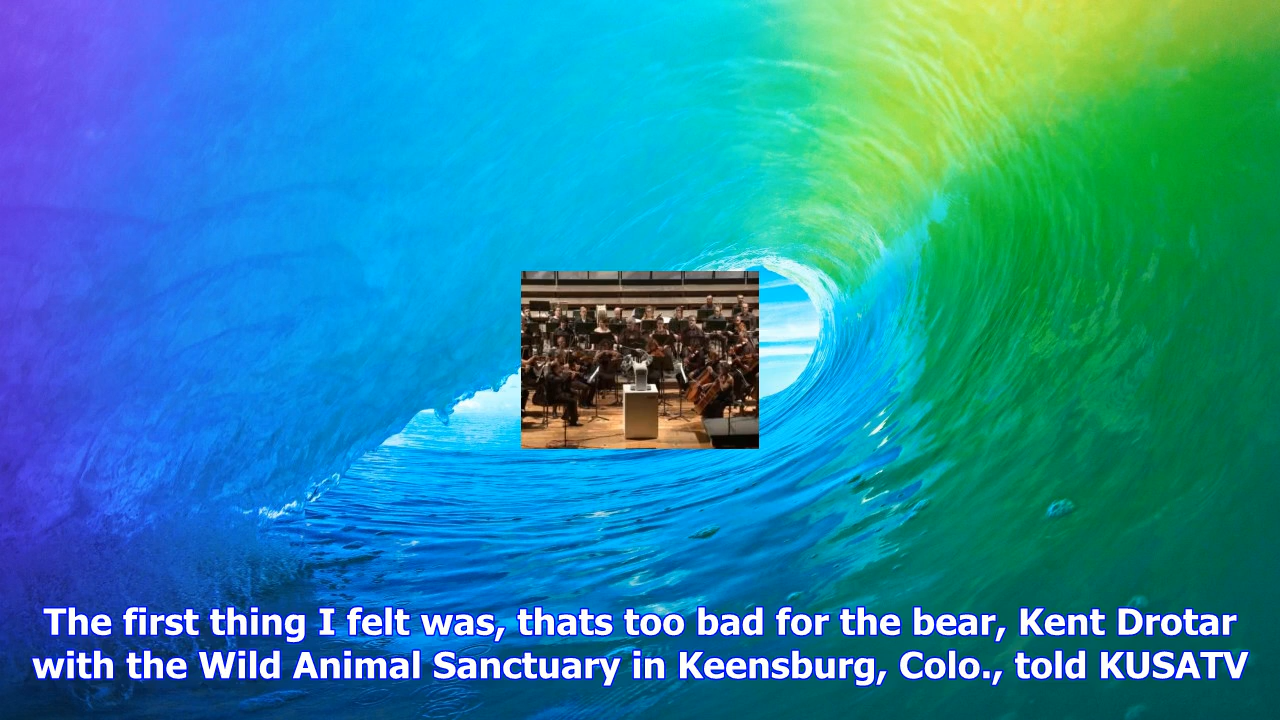 The first thing I felt was, thats too bad for the bear, Kent Drotar
with the Wild Animal Sanctuary in Keensburg, Colo., told KUSATV